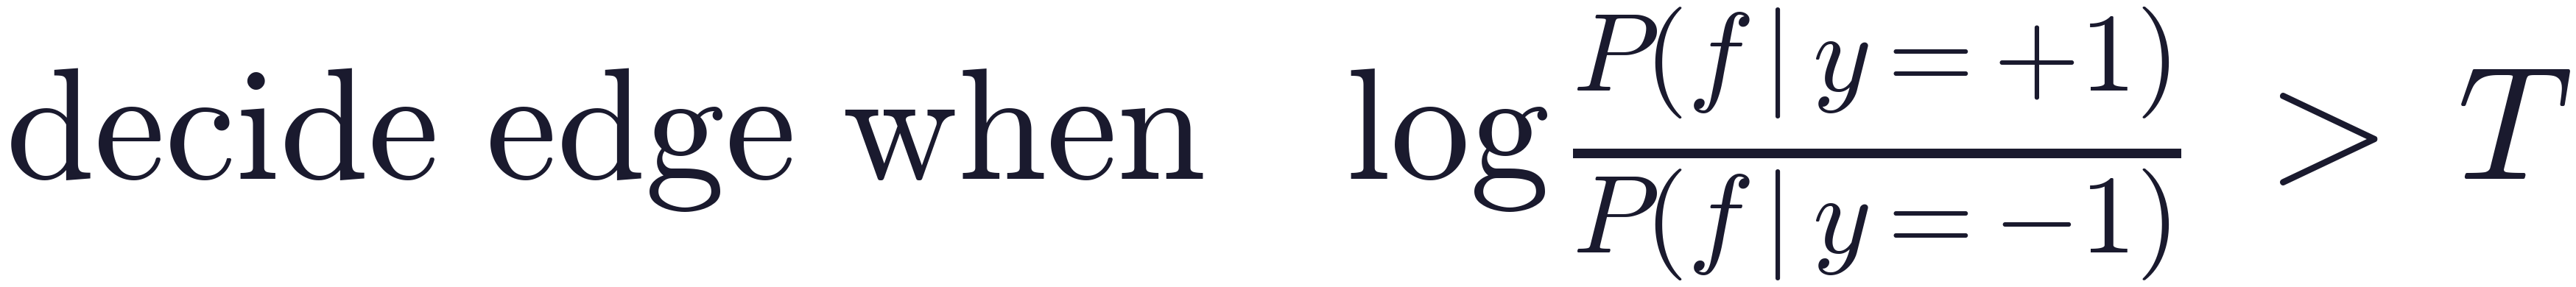 decide edge when log P(f | y = +1) / P(f | y = −1) > T